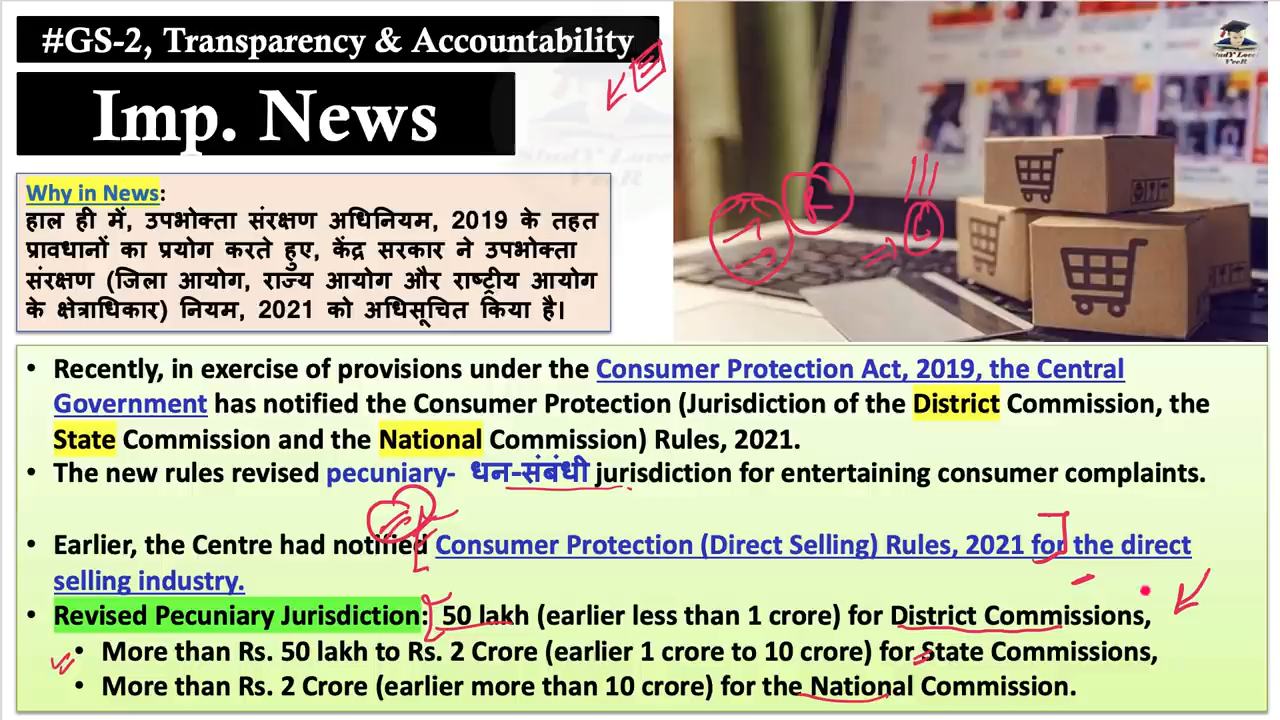 #GS-2, Transparency & Accountability
Imp. News
Why in News:
हाल ही में, उपभोक्ता संरक्षण अधिनियम, 2019 के तहत
प्रावधानों का प्रयोग करते हुए, केंद्र सरकार ने उपभोक्ता
संरक्षण (जिला आयोग, राज्य आयोग और राष्ट्रीय आयोग
के क्षेत्राधिकार) नियम, 2021 को अधिसूचित किया है।
• Recently, in exercise of provisions under the Consumer Protection Act, 2019, the Central
Government has notified the Consumer Protection (Jurisdiction of the District Commission, the
State Commission and the National Commission) Rules, 2021.
• The new rules revised pecuniary- धन-संबंधी jurisdiction for entertaining consumer complaints.
• Earlier, the Centre had notified Consumer Protection (Direct Selling) Rules, 2021 for the direct
selling industry.
• Revised Pecuniary Jurisdiction: 50 lakh (earlier less than 1 crore) for District Commissions,
• More than Rs. 50 lakh to Rs. 2 Crore (earlier 1 crore to 10 crore) for State Commissions,
• More than Rs. 2 Crore (earlier more than 10 crore) for the National Commission.